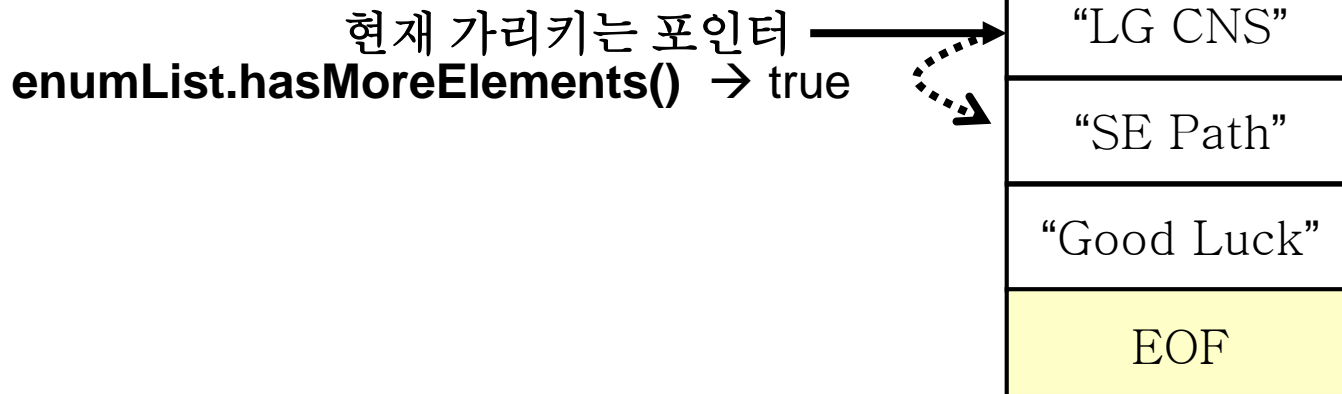 현재 가리키는 포인터
enumList.hasMoreElements() → true
“LG CNS”
“SE Path”
“Good Luck”
EOF